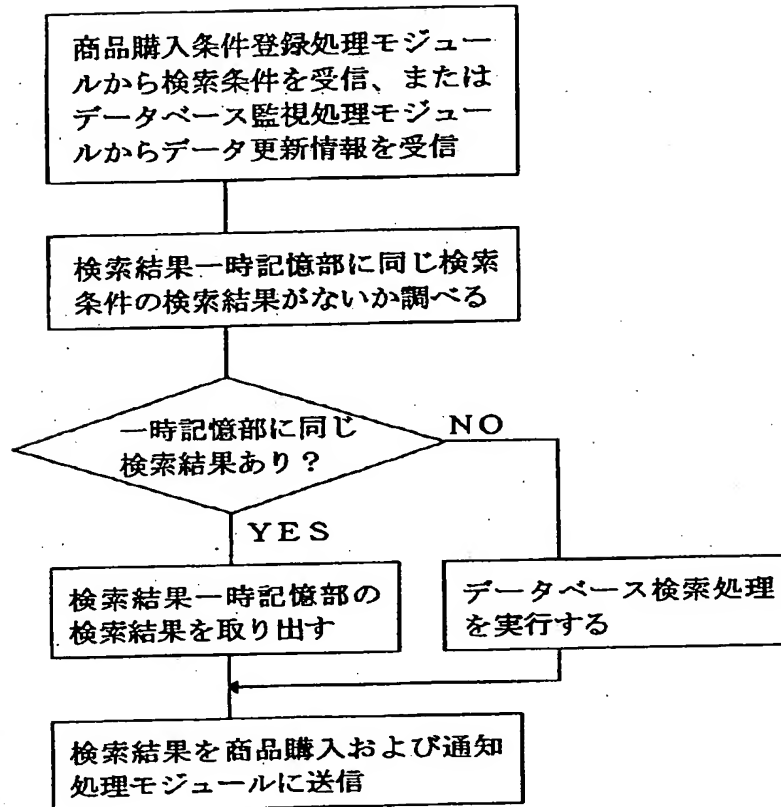 商品購入条件登録処理モジュー
ルから検索条件を受信、または
データベース監視処理モジュー
ルからデータ更新情報を受信
検索結果一時記憶部に同じ検索
条件の検索結果がないか調べる
一時記憶部に同じ
検索結果あり？
NO
YES
検索結果一時記憶部の
検索結果を取り出す
データベース検索処理
を実行する
検索結果を商品購入および通知
処理モジュールに送信